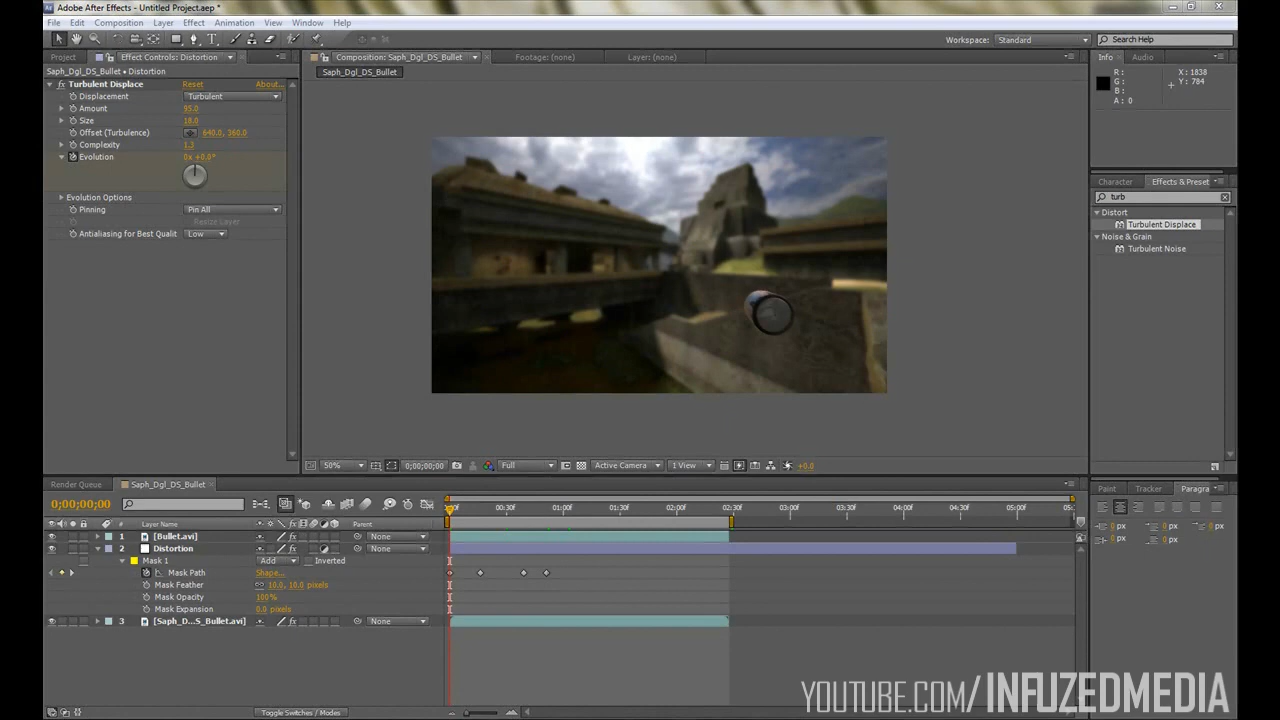 Adobe After Effects - Untitled Project.aep *
File Edit Composition Layer Effect Animation View Window Help
Workspace: Standard Search Help
Project Effect Controls: Distortion Composition: Saph_Dgl_DS_Bullet Footage: (none) Layer: (none) Info Audio
Saph_Dgl_DS_Bullet • Distortion Saph_Dgl_DS_Bullet
R: X: 1838
G: Y: 784
B:
A: 0
Turbulent Displace Reset About...
Displacement Turbulent
Amount 95.0
Size 18.0
Offset (Turbulence) 640.0, 360.0
Complexity 1.3
Evolution 0x +0.0°
Evolution Options
Pinning Pin All
Resize Layer
Antialiasing for Best Qualit Low
Character Effects & Preset
turb
Distort
Turbulent Displace
Noise & Grain
Turbulent Noise
50% 0;00;00;00 Full Active Camera 1 View +0.0
Render Queue Saph_Dgl_DS_Bullet Paint Tracker Paragra
0;00;00;00
# Layer Name Parent
00:30f 01:00f 01:30f 02:00f 02:30f 03:00f 03:30f 04:00f 04:30f 05:00f 05:
1 [Bullet.avi] None
2 Distortion None
Mask 1 Add Inverted
Mask Path Shape...
Mask Feather 10.0, 10.0 pixels
Mask Opacity 100%
Mask Expansion 0.0 pixels
3 [Saph_D...S_Bullet.avi] None
0 px 0 px 0 px
0 px 0 px
Toggle Switches / Modes
YOUTUBE.COM/INFUZEDMEDIA